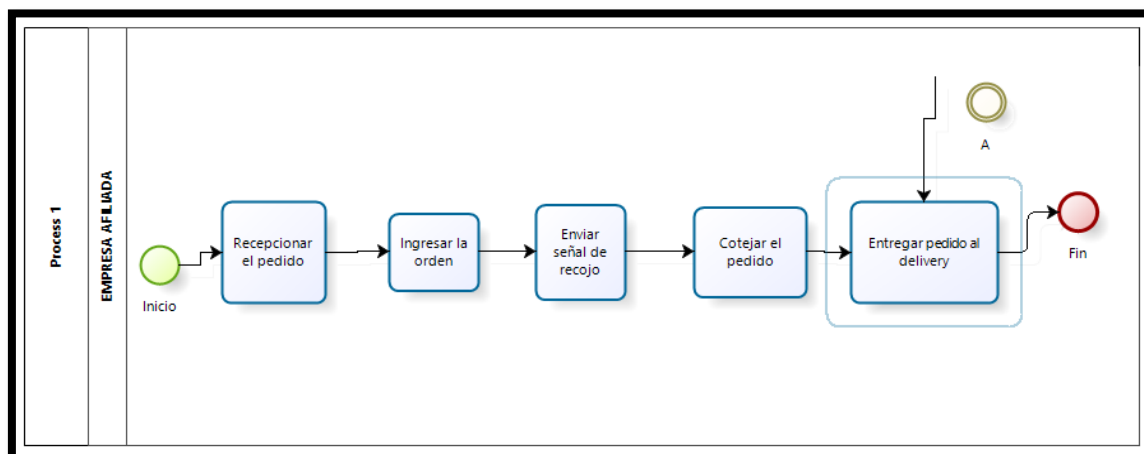 Process 1
EMPRESA AFILIADA
Inicio
Recepcionar
el pedido
Ingresar la
orden
Enviar
señal de
recojo
Cotejar el
pedido
Entregar pedido al
delivery
A
Fin